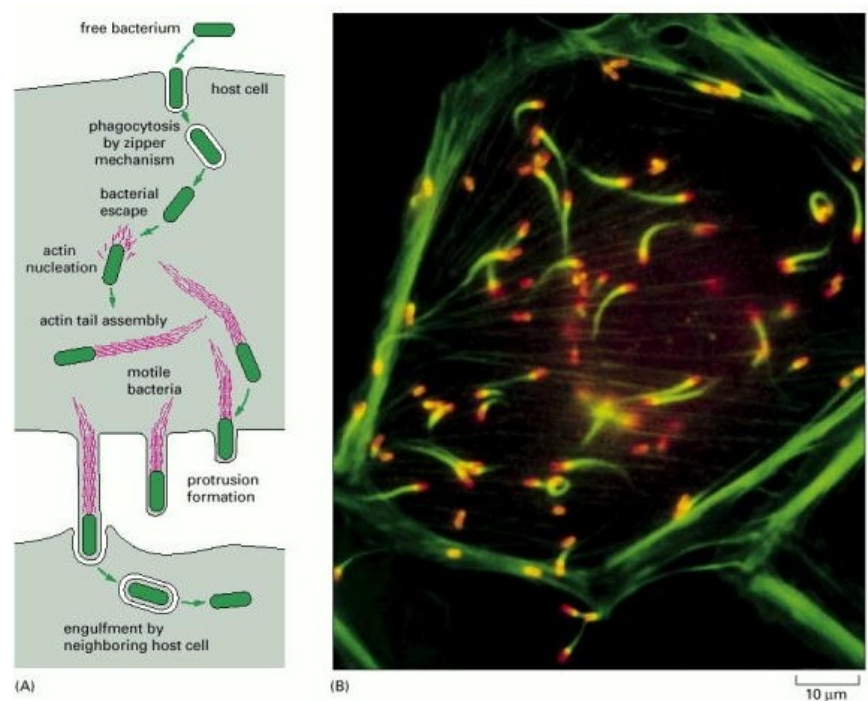 free bacterium
host cell
phagocytosis
by zipper
mechanism
bacterial
escape
actin
nucleation
actin tail assembly
motile
bacteria
protrusion
formation
engulfment by
neighboring host cell
(A)
(B)
10 μm